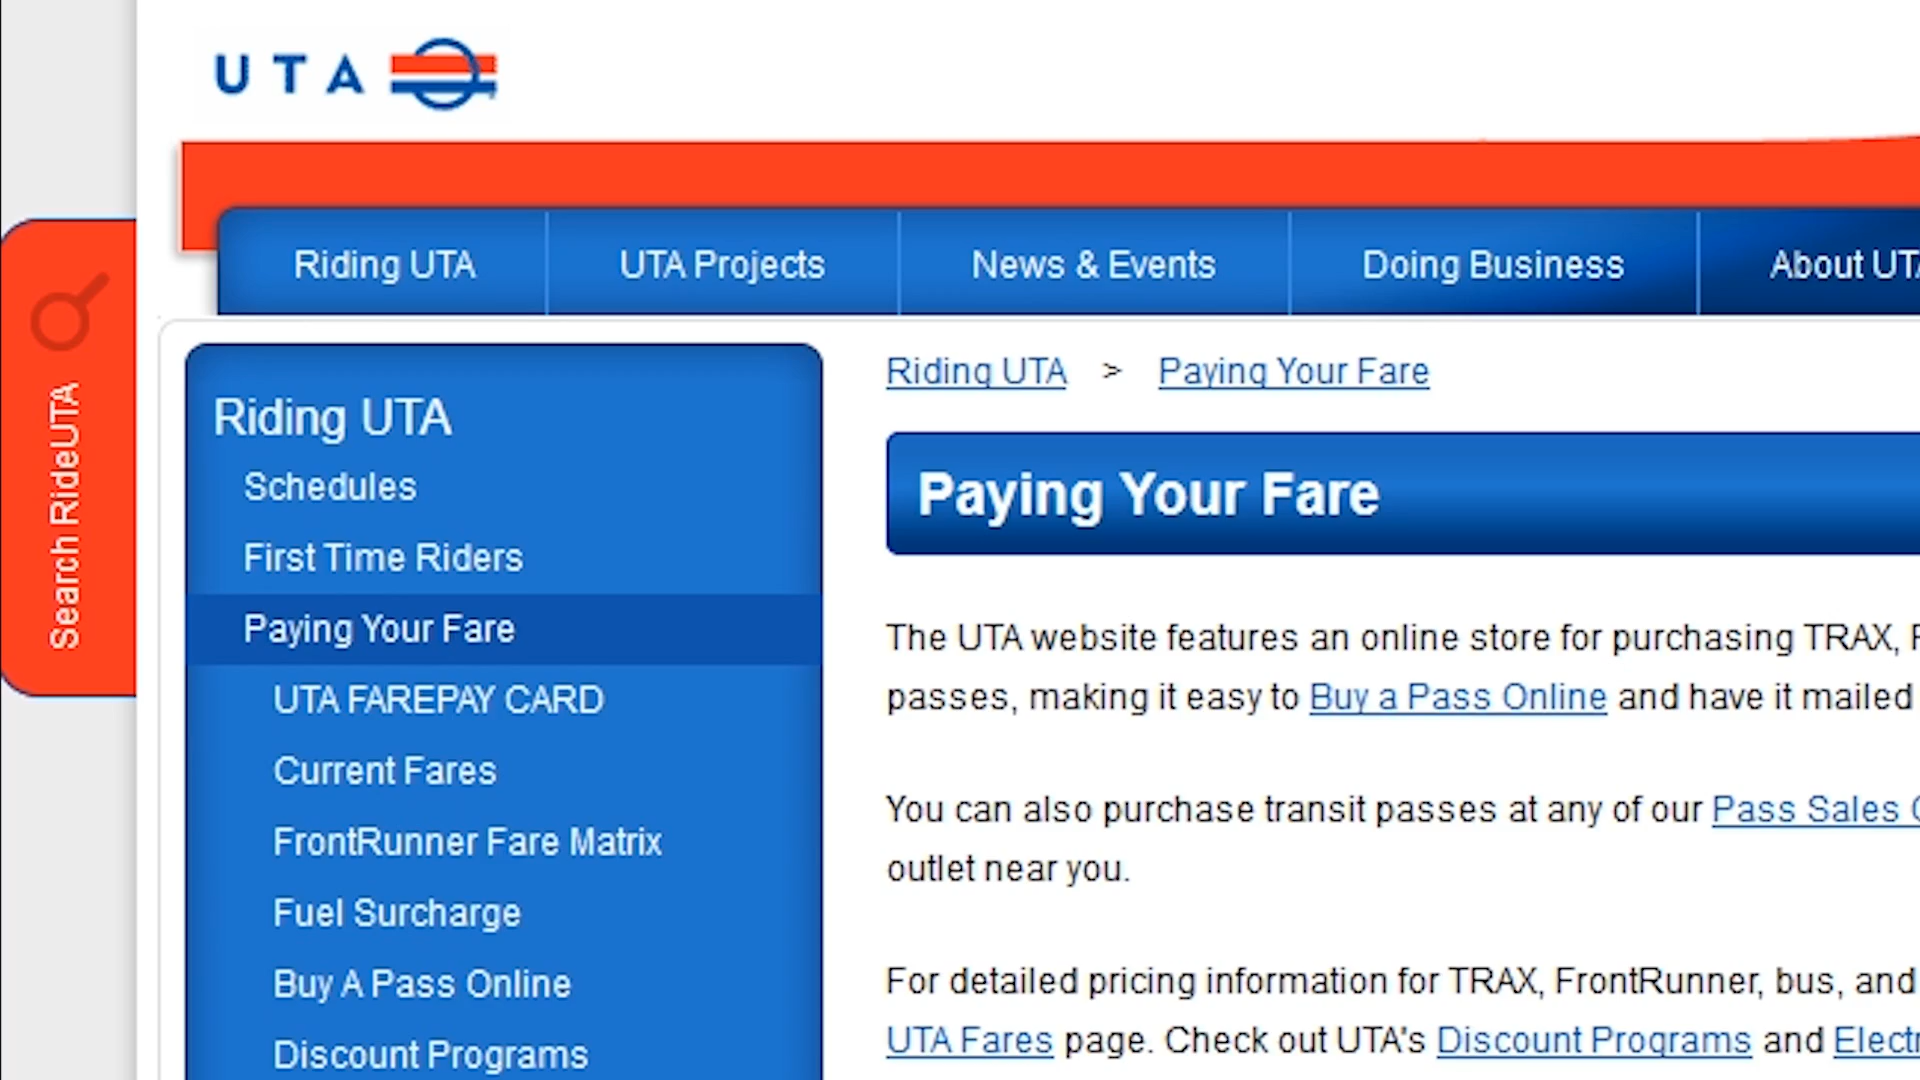 UTA
Riding UTA
UTA Projects
News & Events
Doing Business
About
Search RideUTA
Riding UTA
Schedules
First Time Riders
Paying Your Fare
UTA FAREPAY CARD
Current Fares
FrontRunner Fare Matrix
Fuel Surcharge
Buy A Pass Online
Discount Programs
Riding UTA > Paying Your Fare
Paying Your Fare
The UTA website features an online store for purchasing TRAX,
passes, making it easy to Buy a Pass Online and have it mailed
You can also purchase transit passes at any of our Pass Sales
outlet near you.
For detailed pricing information for TRAX, FrontRunner, bus, and
UTA Fares page. Check out UTA's Discount Programs and